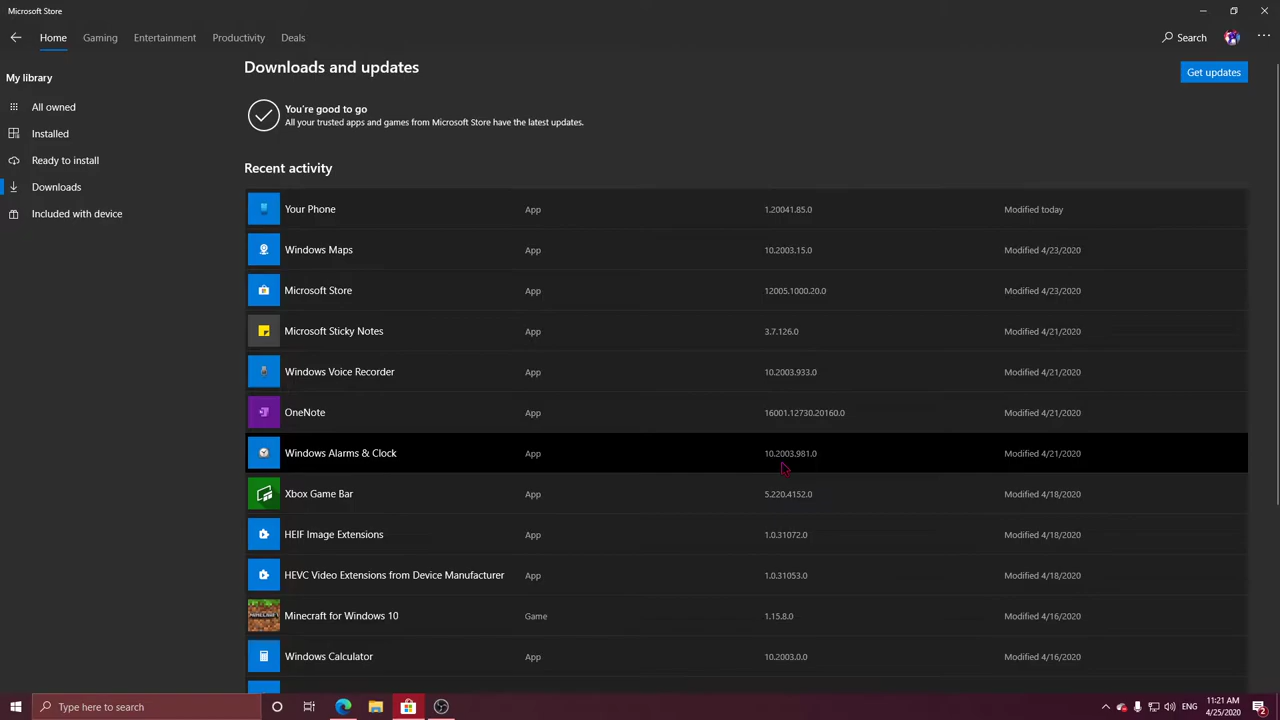 Microsoft Store
Home Gaming Entertainment Productivity Deals Search
My library
All owned
Installed
Ready to install
Downloads
Included with device
Downloads and updates
Get updates
You're good to go
All your trusted apps and games from Microsoft Store have the latest updates.
Recent activity
Your Phone App 1.20041.85.0 Modified today
Windows Maps App 10.2003.15.0 Modified 4/23/2020
Microsoft Store App 12005.1000.20.0 Modified 4/23/2020
Microsoft Sticky Notes App 3.7.126.0 Modified 4/21/2020
Windows Voice Recorder App 10.2003.933.0 Modified 4/21/2020
OneNote App 16001.12730.20160.0 Modified 4/21/2020
Windows Alarms & Clock App 10.2003.981.0 Modified 4/21/2020
Xbox Game Bar App 5.220.4152.0 Modified 4/18/2020
HEIF Image Extensions App 1.0.31072.0 Modified 4/18/2020
HEVC Video Extensions from Device Manufacturer App 1.0.31053.0 Modified 4/18/2020
Minecraft for Windows 10 Game 1.15.8.0 Modified 4/16/2020
Windows Calculator App 10.2003.0.0 Modified 4/16/2020
Type here to search
11:21 AM
4/25/2020
2